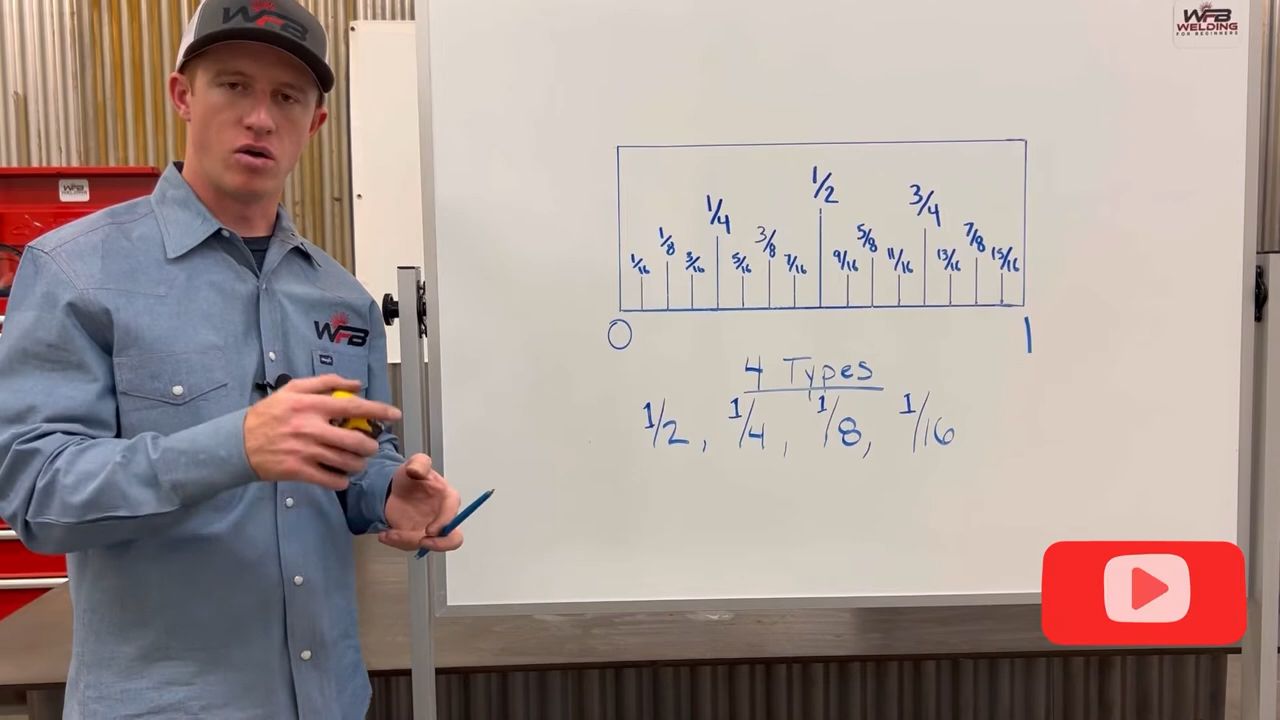 WFB
WFB
WELDING
FOR BEGINNERS
WFB
1/16 1/8 3/16 1/4 5/16 3/8 7/16 1/2 9/16 5/8 11/16 3/4 13/16 7/8 15/16
0 1
4 Types
1/2, 1/4, 1/8, 1/16
WFB